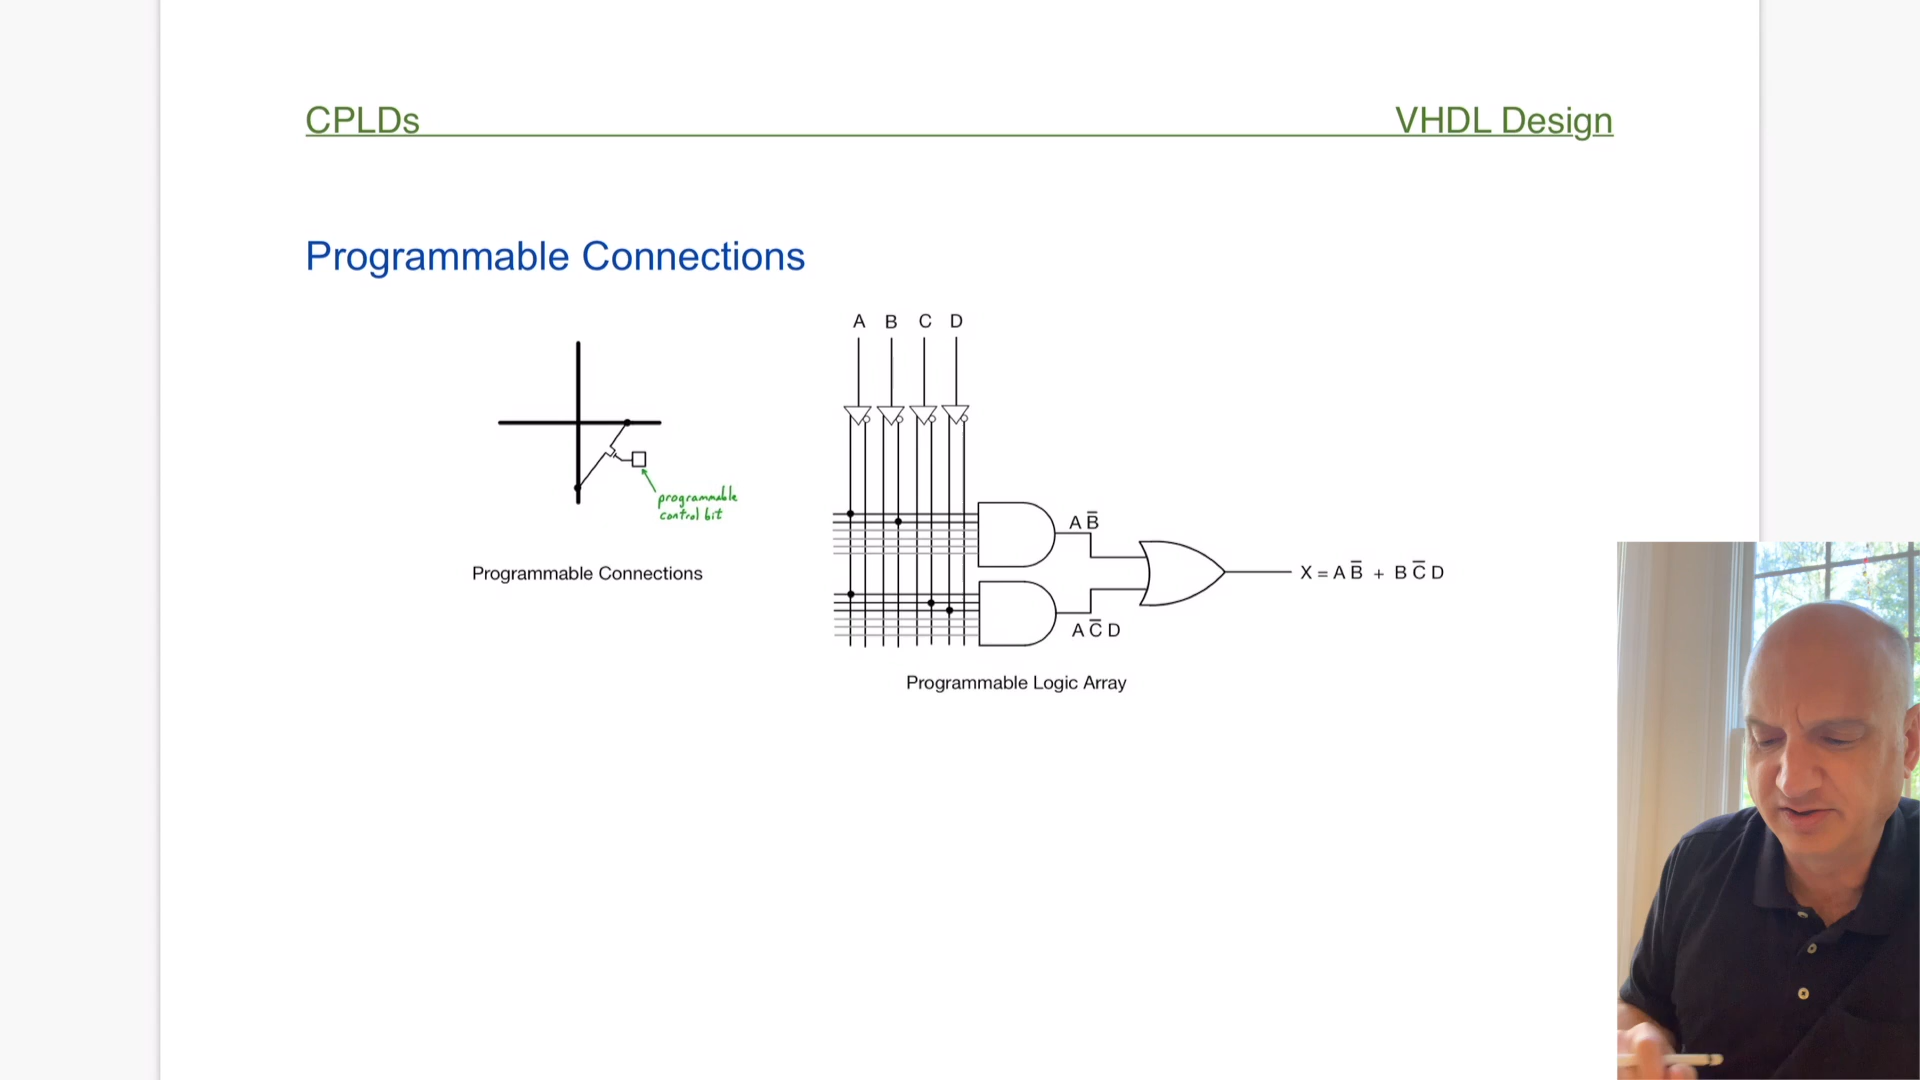 CPLDs VHDL Design
Programmable Connections
A B C D
programmable
control bit
A B̅
X = A B̅ + B C̅ D
Programmable Connections
A C̅ D
Programmable Logic Array